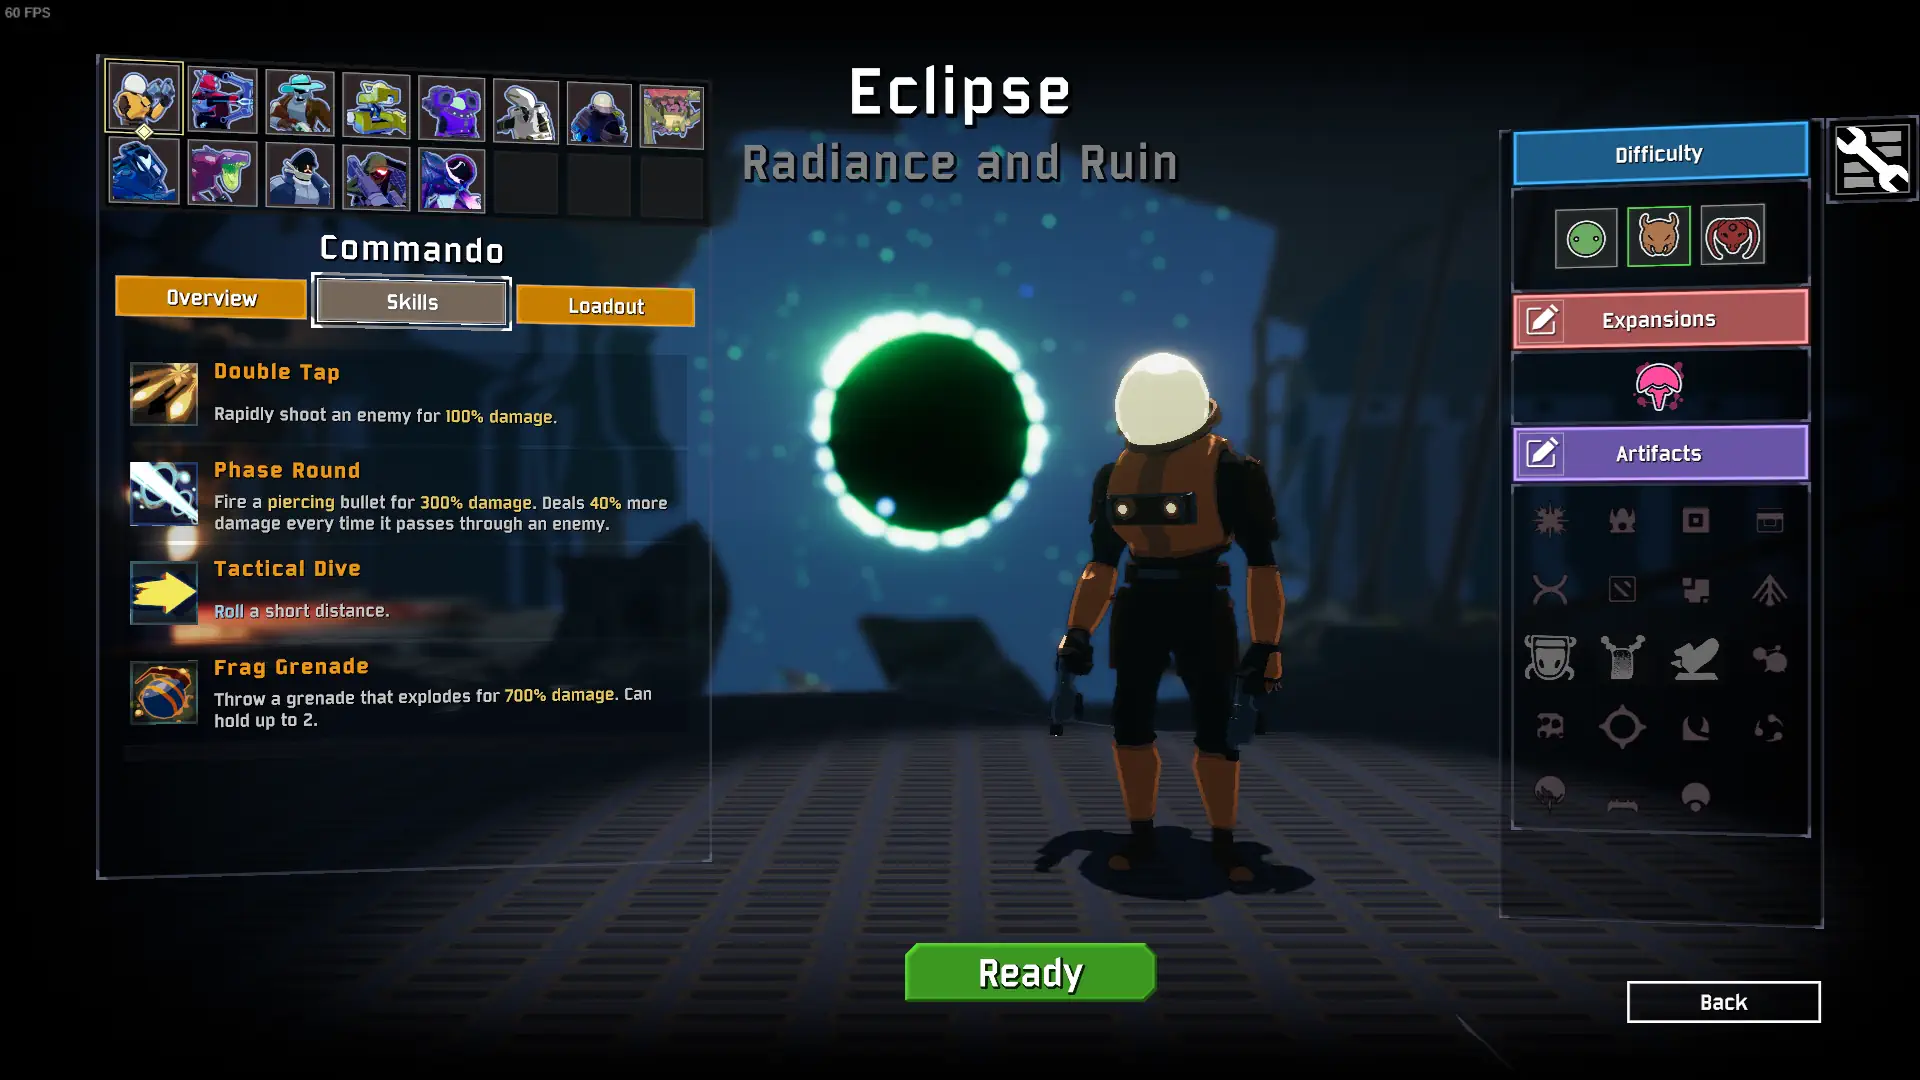 60 FPS
Eclipse
Radiance and Ruin
Commando
Overview
Skills
Loadout
Double Tap
Rapidly shoot an enemy for 100% damage.
Phase Round
Fire a piercing bullet for 300% damage. Deals 40% more
damage every time it passes through an enemy.
Tactical Dive
Roll a short distance.
Frag Grenade
Throw a grenade that explodes for 700% damage. Can
hold up to 2.
Difficulty
Expansions
Artifacts
Ready
Back